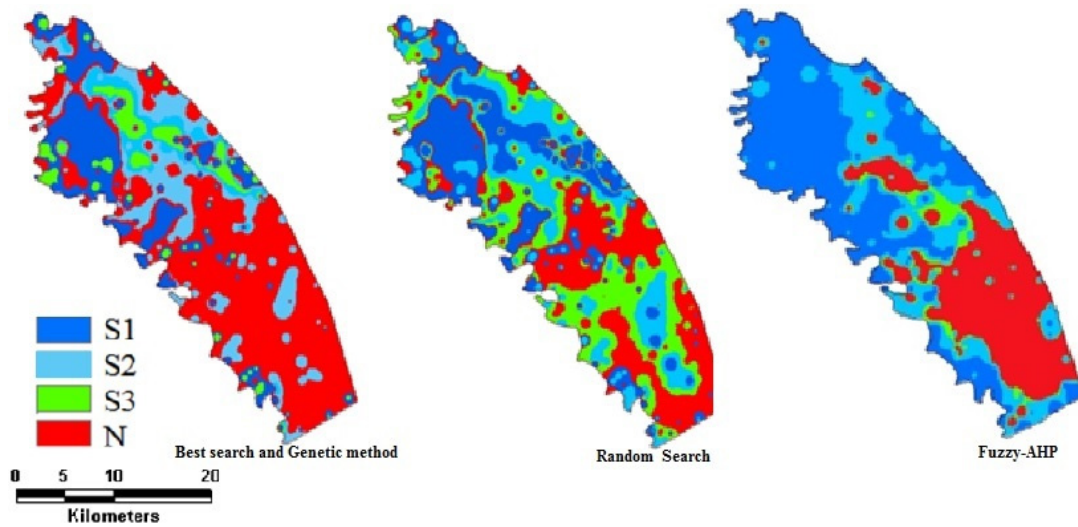 S1
S2
S3
N
Best search and Genetic method
Random Search
Fuzzy-AHP
0 5 10 20
Kilometers